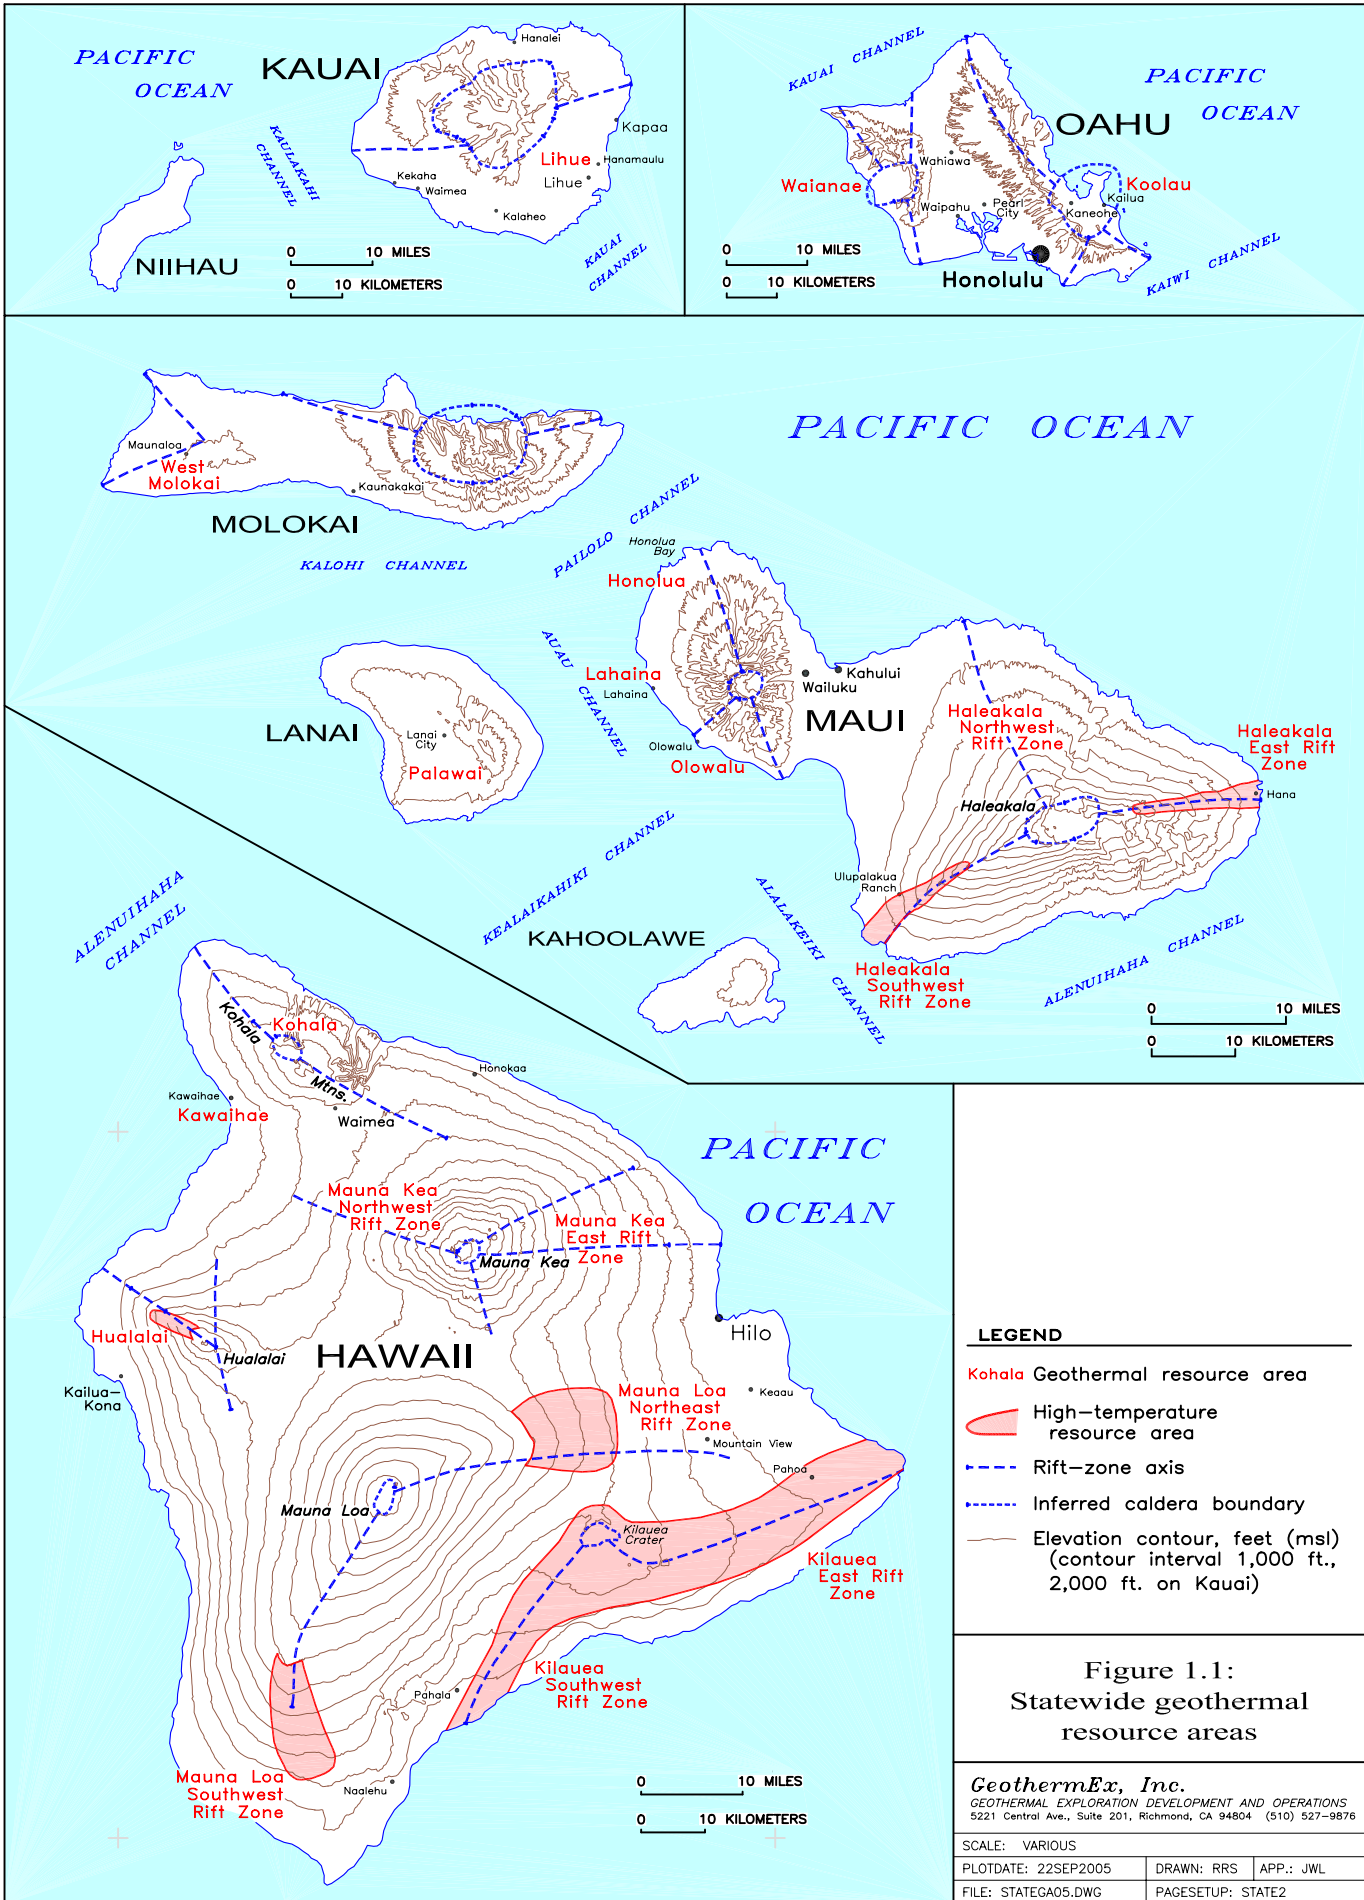 PACIFIC
OCEAN
KAUAI
Hanalei
Kapaa
Lihue
Hanamaulu
Lihue
Kekaha
Waimea
Kalaheo
KAULAKAHI
CHANNEL
NIIHAU
KAUAI
CHANNEL
0 10 MILES
0 10 KILOMETERS
KAUAI CHANNEL
PACIFIC
OCEAN
OAHU
Wahiawa
Waianae
Koolau
Kailua
Kaneohe
Waipahu
Pearl
City
Honolulu
KAIWI CHANNEL
0 10 MILES
0 10 KILOMETERS
PACIFIC OCEAN
Maunaloa
West
Molokai
Kaunakakai
MOLOKAI
KALOHI CHANNEL
PAILOLO CHANNEL
Honolua
Bay
Honolua
Lahaina
Lahaina
AUAU CHANNEL
Olowalu
Olowalu
Wailuku
Kahului
MAUI
LANAI
Lanai
City
Palawai
Haleakala
Northwest
Rift Zone
Haleakala
East Rift
Zone
Hana
Haleakala
Ulupalakua
Ranch
Haleakala
Southwest
Rift Zone
KEALAIKAHIKI CHANNEL
ALALAKEIKI CHANNEL
KAHOOLAWE
ALENUIHAHA CHANNEL
0 10 MILES
0 10 KILOMETERS
ALENUIHAHA
CHANNEL
Kohala
Mtns.
Kohala
Honokaa
Kawaihae
Kawaihae
Waimea
PACIFIC
OCEAN
Mauna Kea
Northwest
Rift Zone
Mauna Kea
East Rift
Zone
Mauna Kea
Hualalai
Hualalai
HAWAII
Hilo
Kailua-
Kona
Mauna Loa
Northeast
Rift Zone
Keaau
Mountain View
Pahoa
Mauna Loa
Kilauea
Crater
Kilauea
East Rift
Zone
Kilauea
Southwest
Rift Zone
Pahala
Mauna Loa
Southwest
Rift Zone
Naalehu
0 10 MILES
0 10 KILOMETERS
LEGEND
Kohala Geothermal resource area
High-temperature
resource area
Rift-zone axis
Inferred caldera boundary
Elevation contour, feet (msl)
(contour interval 1,000 ft.,
2,000 ft. on Kauai)
Figure 1.1:
Statewide geothermal
resource areas
GeothermEx, Inc.
GEOTHERMAL EXPLORATION DEVELOPMENT AND OPERATIONS
5221 Central Ave., Suite 201, Richmond, CA 94804 (510) 527-9876
SCALE: VARIOUS
PLOTDATE: 22SEP2005 DRAWN: RRS APP.: JWL
FILE: STATEGA05.DWG PAGESETUP: STATE2